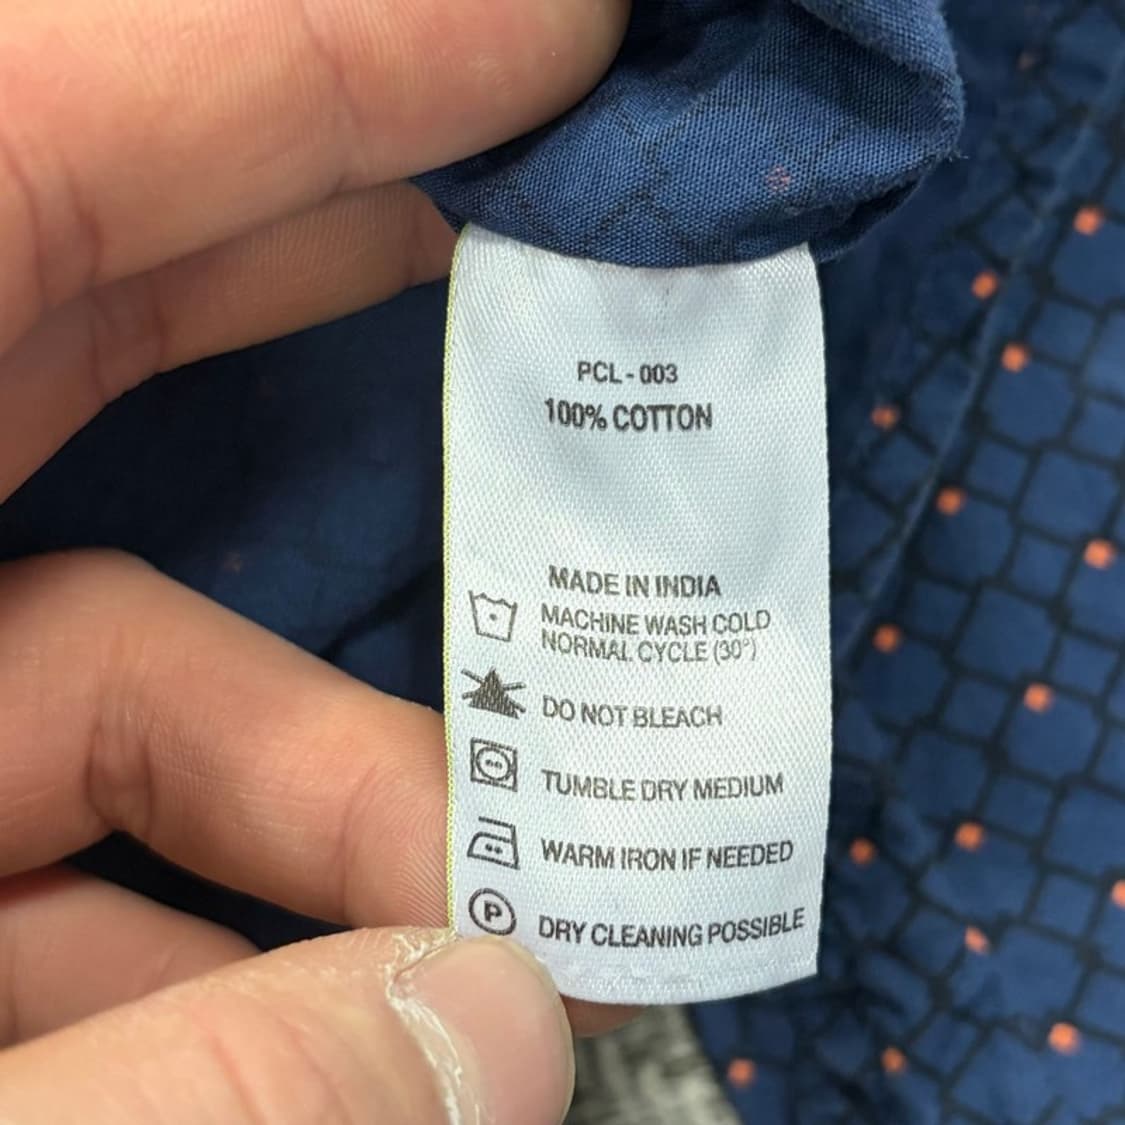 PCL - 003
100% COTTON
MADE IN INDIA
MACHINE WASH COLD
NORMAL CYCLE (30°)
DO NOT BLEACH
TUMBLE DRY MEDIUM
WARM IRON IF NEEDED
P DRY CLEANING POSSIBLE